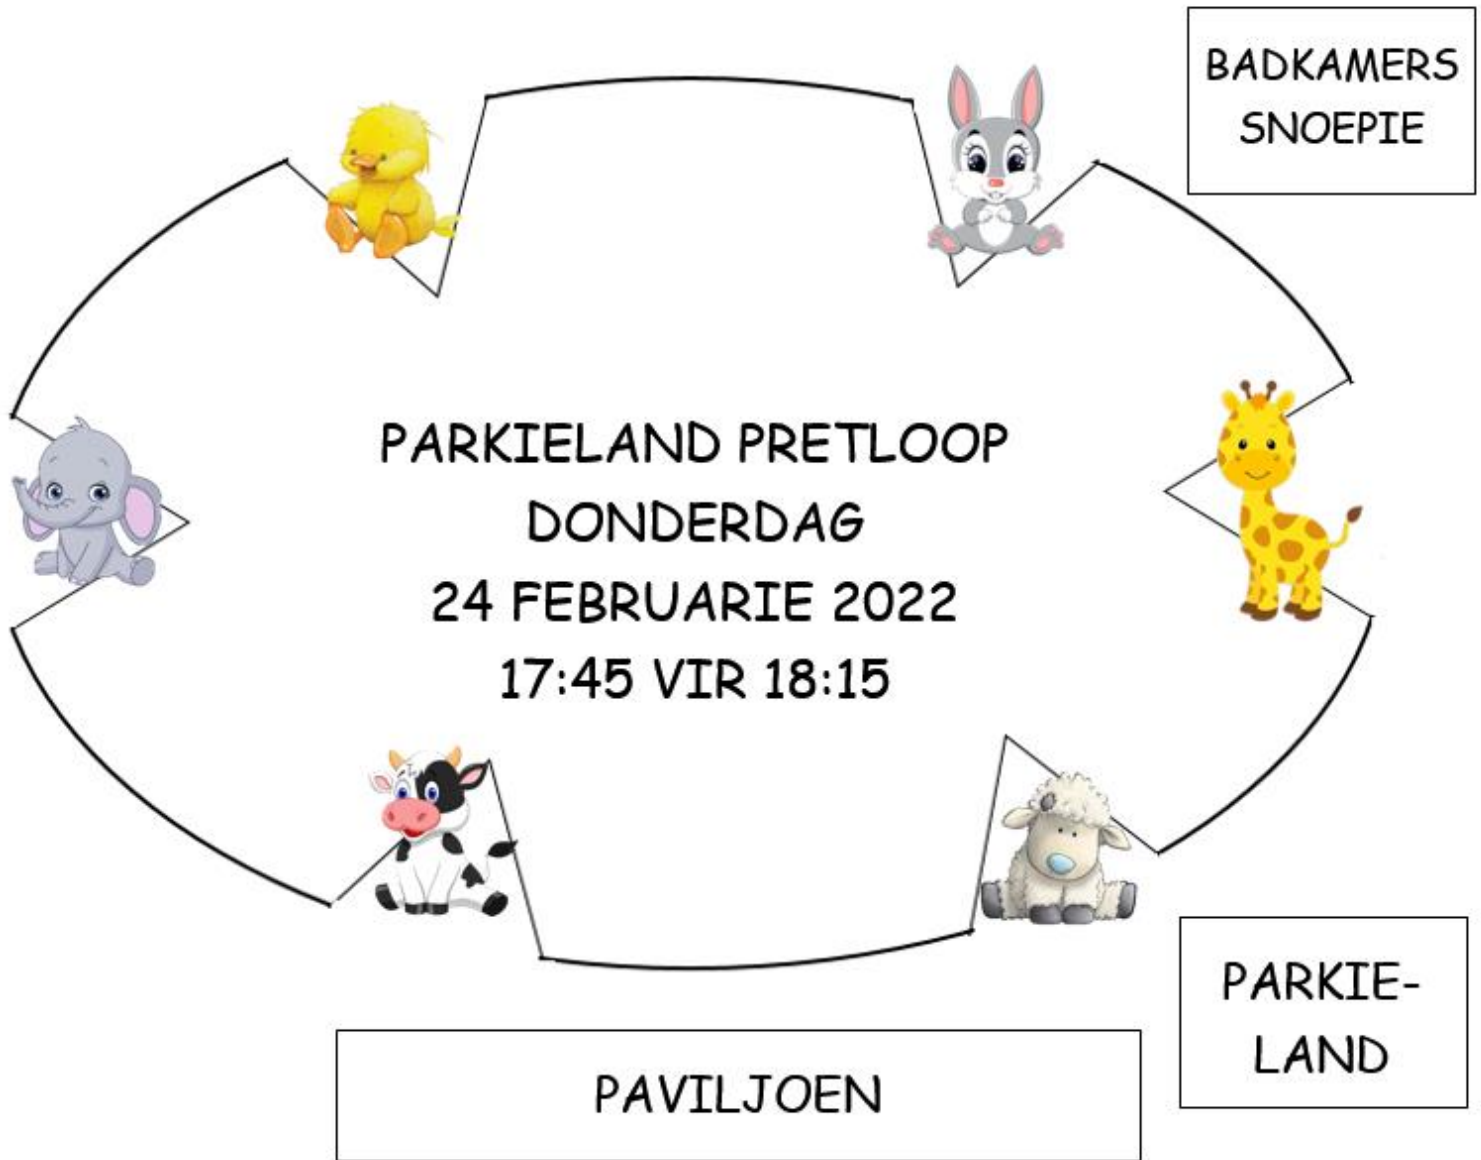 BADKAMERS
SNOEPIE
PARKIELAND PRETLOOP
DONDERDAG
24 FEBRUARIE 2022
17:45 VIR 18:15
PARKIE-
LAND
PAVILJOEN